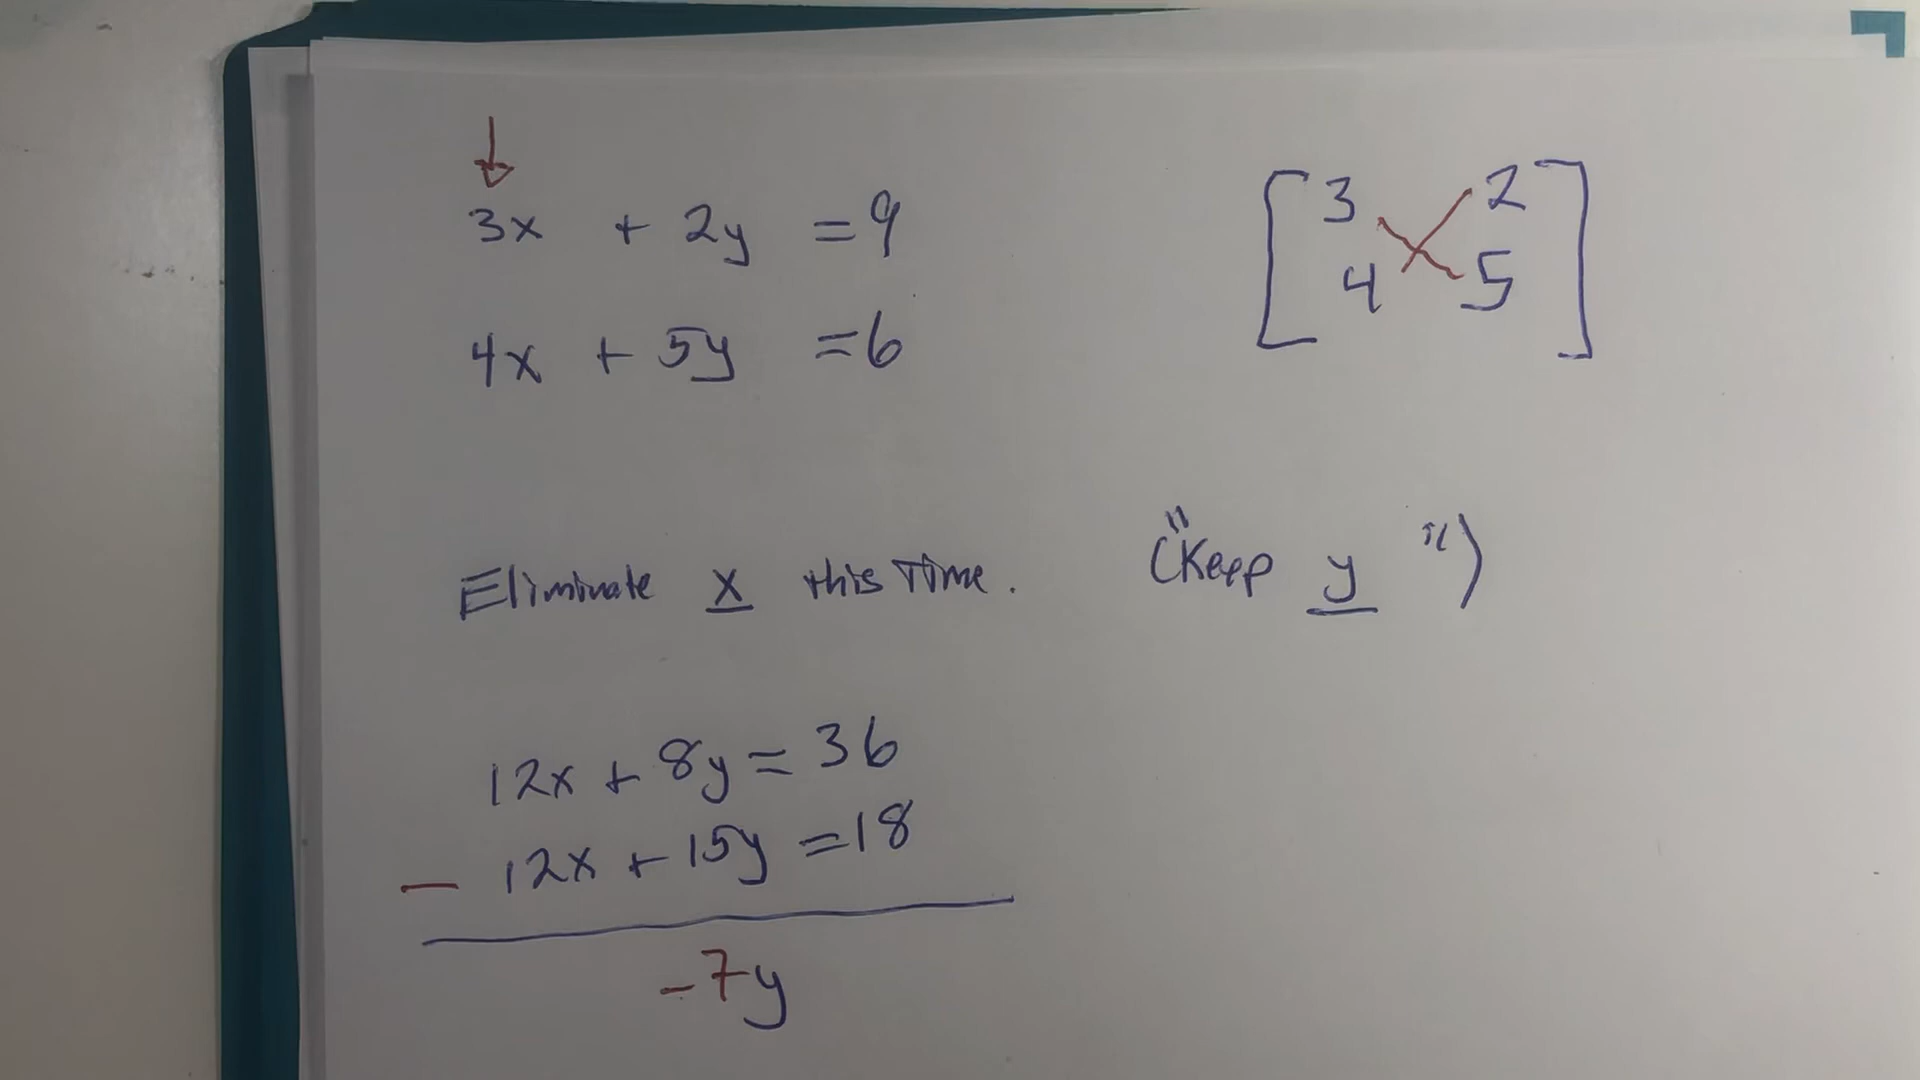 3x + 2y = 9
4x + 5y = 6
3 2
4 5
Eliminate x this Time. ("Keep y")
12x + 8y = 36
- 12x + 15y = 18
-7y